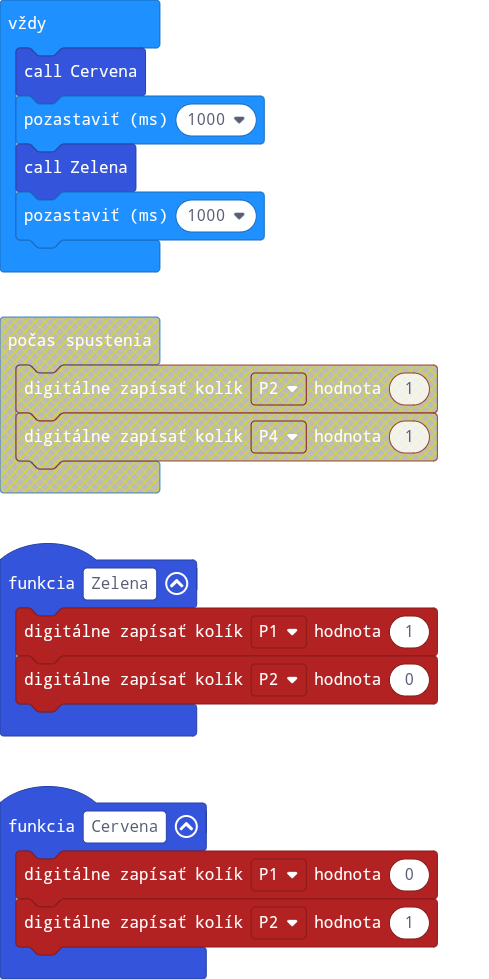 vždy
call Cervena
pozastaviť (ms) 1000
call Zelena
pozastaviť (ms) 1000
počas spustenia
digitálne zapísať kolík P2 hodnota 1
digitálne zapísať kolík P4 hodnota 1
funkcia Zelena
digitálne zapísať kolík P1 hodnota 1
digitálne zapísať kolík P2 hodnota 0
funkcia Cervena
digitálne zapísať kolík P1 hodnota 0
digitálne zapísať kolík P2 hodnota 1